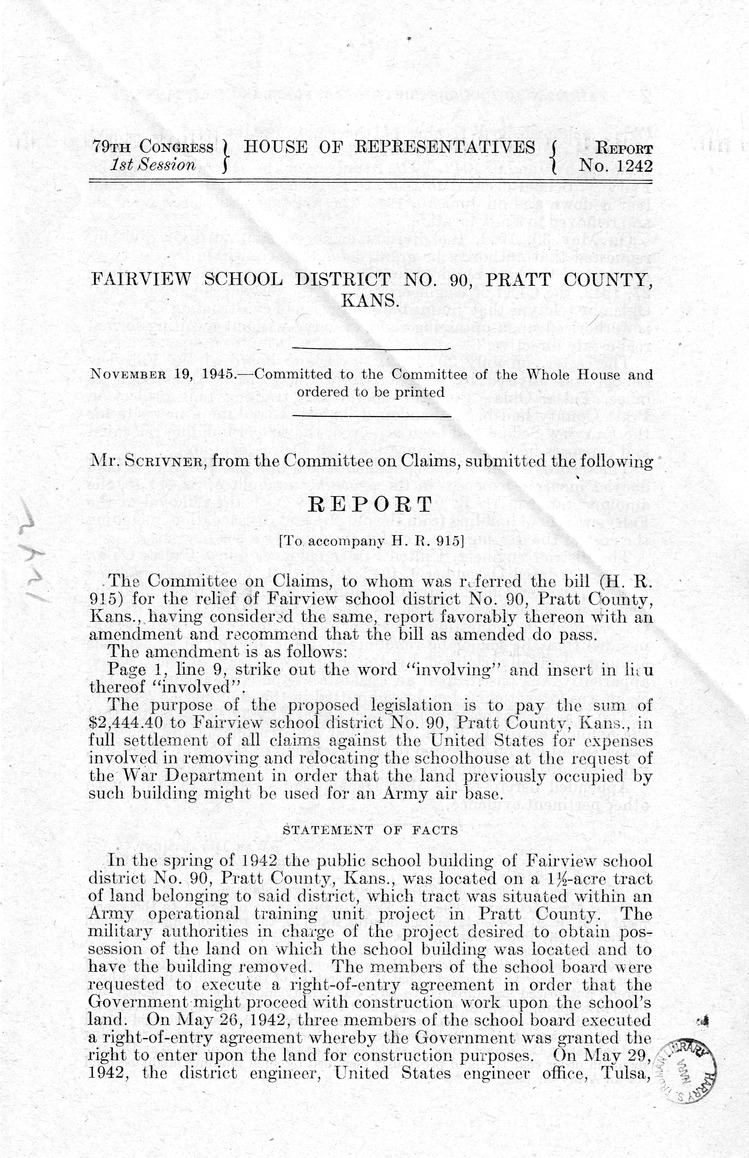 79TH CONGRESS } HOUSE OF REPRESENTATIVES { REPORT
1st Session } { No. 1242
FAIRVIEW SCHOOL DISTRICT NO. 90, PRATT COUNTY,
KANS.
NOVEMBER 19, 1945.—Committed to the Committee of the Whole House and
ordered to be printed
Mr. SCRIVNER, from the Committee on Claims, submitted the following
REPORT
[To accompany H. R. 915]
1242
The Committee on Claims, to whom was referred the bill (H. R.
915) for the relief of Fairview school district No. 90, Pratt County,
Kans., having considered the same, report favorably thereon with an
amendment and recommend that the bill as amended do pass.
The amendment is as follows:
Page 1, line 9, strike out the word “involving” and insert in lieu
thereof “involved”.
The purpose of the proposed legislation is to pay the sum of
$2,444.40 to Fairview school district No. 90, Pratt County, Kans., in
full settlement of all claims against the United States for expenses
involved in removing and relocating the schoolhouse at the request of
the War Department in order that the land previously occupied by
such building might be used for an Army air base.
STATEMENT OF FACTS
In the spring of 1942 the public school building of Fairview school
district No. 90, Pratt County, Kans., was located on a 1½-acre tract
of land belonging to said district, which tract was situated within an
Army operational training unit project in Pratt County. The
military authorities in charge of the project desired to obtain pos-
session of the land on which the school building was located and to
have the building removed. The members of the school board were
requested to execute a right-of-entry agreement in order that the
Government might proceed with construction work upon the school's
land. On May 26, 1942, three members of the school board executed
a right-of-entry agreement whereby the Government was granted the
right to enter upon the land for construction purposes. On May 29,
1942, the district engineer, United States engineer office, Tulsa,
HARRY S. TRUMAN LIBRARY